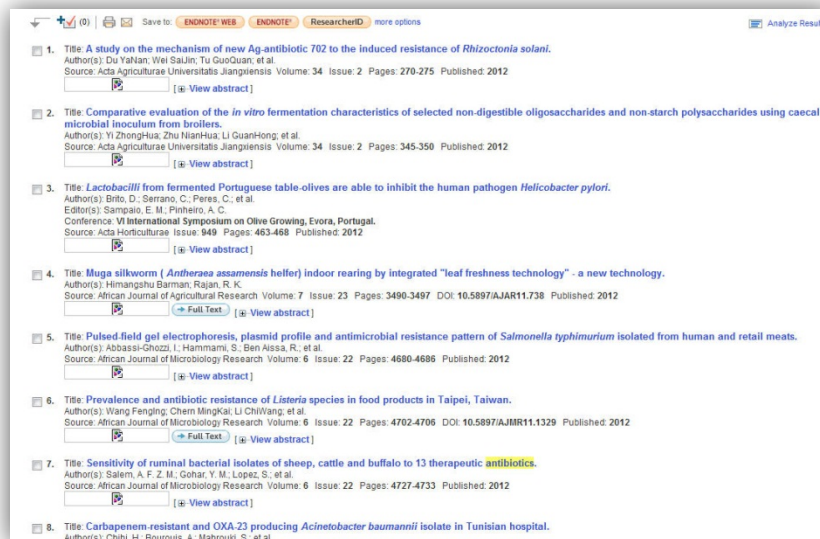 (0) Save to: ENDNOTE® WEB ENDNOTE® ResearcherID more options Analyze Resul
1. Title: A study on the mechanism of new Ag-antibiotic 702 to the induced resistance of Rhizoctonia solani.
Author(s): Du YaNan; Wei SaiJin; Tu GuoQuan; et al.
Source: Acta Agriculturae Universitatis Jiangxiensis Volume: 34 Issue: 2 Pages: 270-275 Published: 2012
[ View abstract ]
2. Title: Comparative evaluation of the in vitro fermentation characteristics of selected non-digestible oligosaccharides and non-starch polysaccharides using caecal
microbial inoculum from broilers.
Author(s): Yi ZhongHua; Zhu NianHua; Li GuanHong; et al.
Source: Acta Agriculturae Universitatis Jiangxiensis Volume: 34 Issue: 2 Pages: 345-350 Published: 2012
[ View abstract ]
3. Title: Lactobacilli from fermented Portuguese table-olives are able to inhibit the human pathogen Helicobacter pylori.
Author(s): Brito, D.; Serrano, C.; Peres, C.; et al.
Editor(s): Sampaio, E. M.; Pinheiro, A. C.
Conference: VI International Symposium on Olive Growing, Evora, Portugal.
Source: Acta Horticulturae Issue: 949 Pages: 463-468 Published: 2012
[ View abstract ]
4. Title: Muga silkworm ( Antheraea assamensis helfer) indoor rearing by integrated "leaf freshness technology" - a new technology.
Author(s): Himangshu Barman; Rajan, R. K.
Source: African Journal of Agricultural Research Volume: 7 Issue: 23 Pages: 3490-3497 DOI: 10.5897/AJAR11.738 Published: 2012
Full Text [ View abstract ]
5. Title: Pulsed-field gel electrophoresis, plasmid profile and antimicrobial resistance pattern of Salmonella typhimurium isolated from human and retail meats.
Author(s): Abbassi-Ghozzi, I.; Hammami, S.; Ben Aissa, R.; et al.
Source: African Journal of Microbiology Research Volume: 6 Issue: 22 Pages: 4680-4686 Published: 2012
[ View abstract ]
6. Title: Prevalence and antibiotic resistance of Listeria species in food products in Taipei, Taiwan.
Author(s): Wang FengIng; Chern MingKai; Li ChiWang; et al.
Source: African Journal of Microbiology Research Volume: 6 Issue: 22 Pages: 4702-4706 DOI: 10.5897/AJMR11.1329 Published: 2012
Full Text [ View abstract ]
7. Title: Sensitivity of ruminal bacterial isolates of sheep, cattle and buffalo to 13 therapeutic antibiotics.
Author(s): Salem, A. F. Z. M.; Gohar, Y. M.; Lopez, S.; et al.
Source: African Journal of Microbiology Research Volume: 6 Issue: 22 Pages: 4727-4733 Published: 2012
[ View abstract ]
8. Title: Carbapenem-resistant and OXA-23 producing Acinetobacter baumannii isolate in Tunisian hospital.
Author(s): Chihi, H.; Bourouis, A.; Mahrouki, S.; et al.